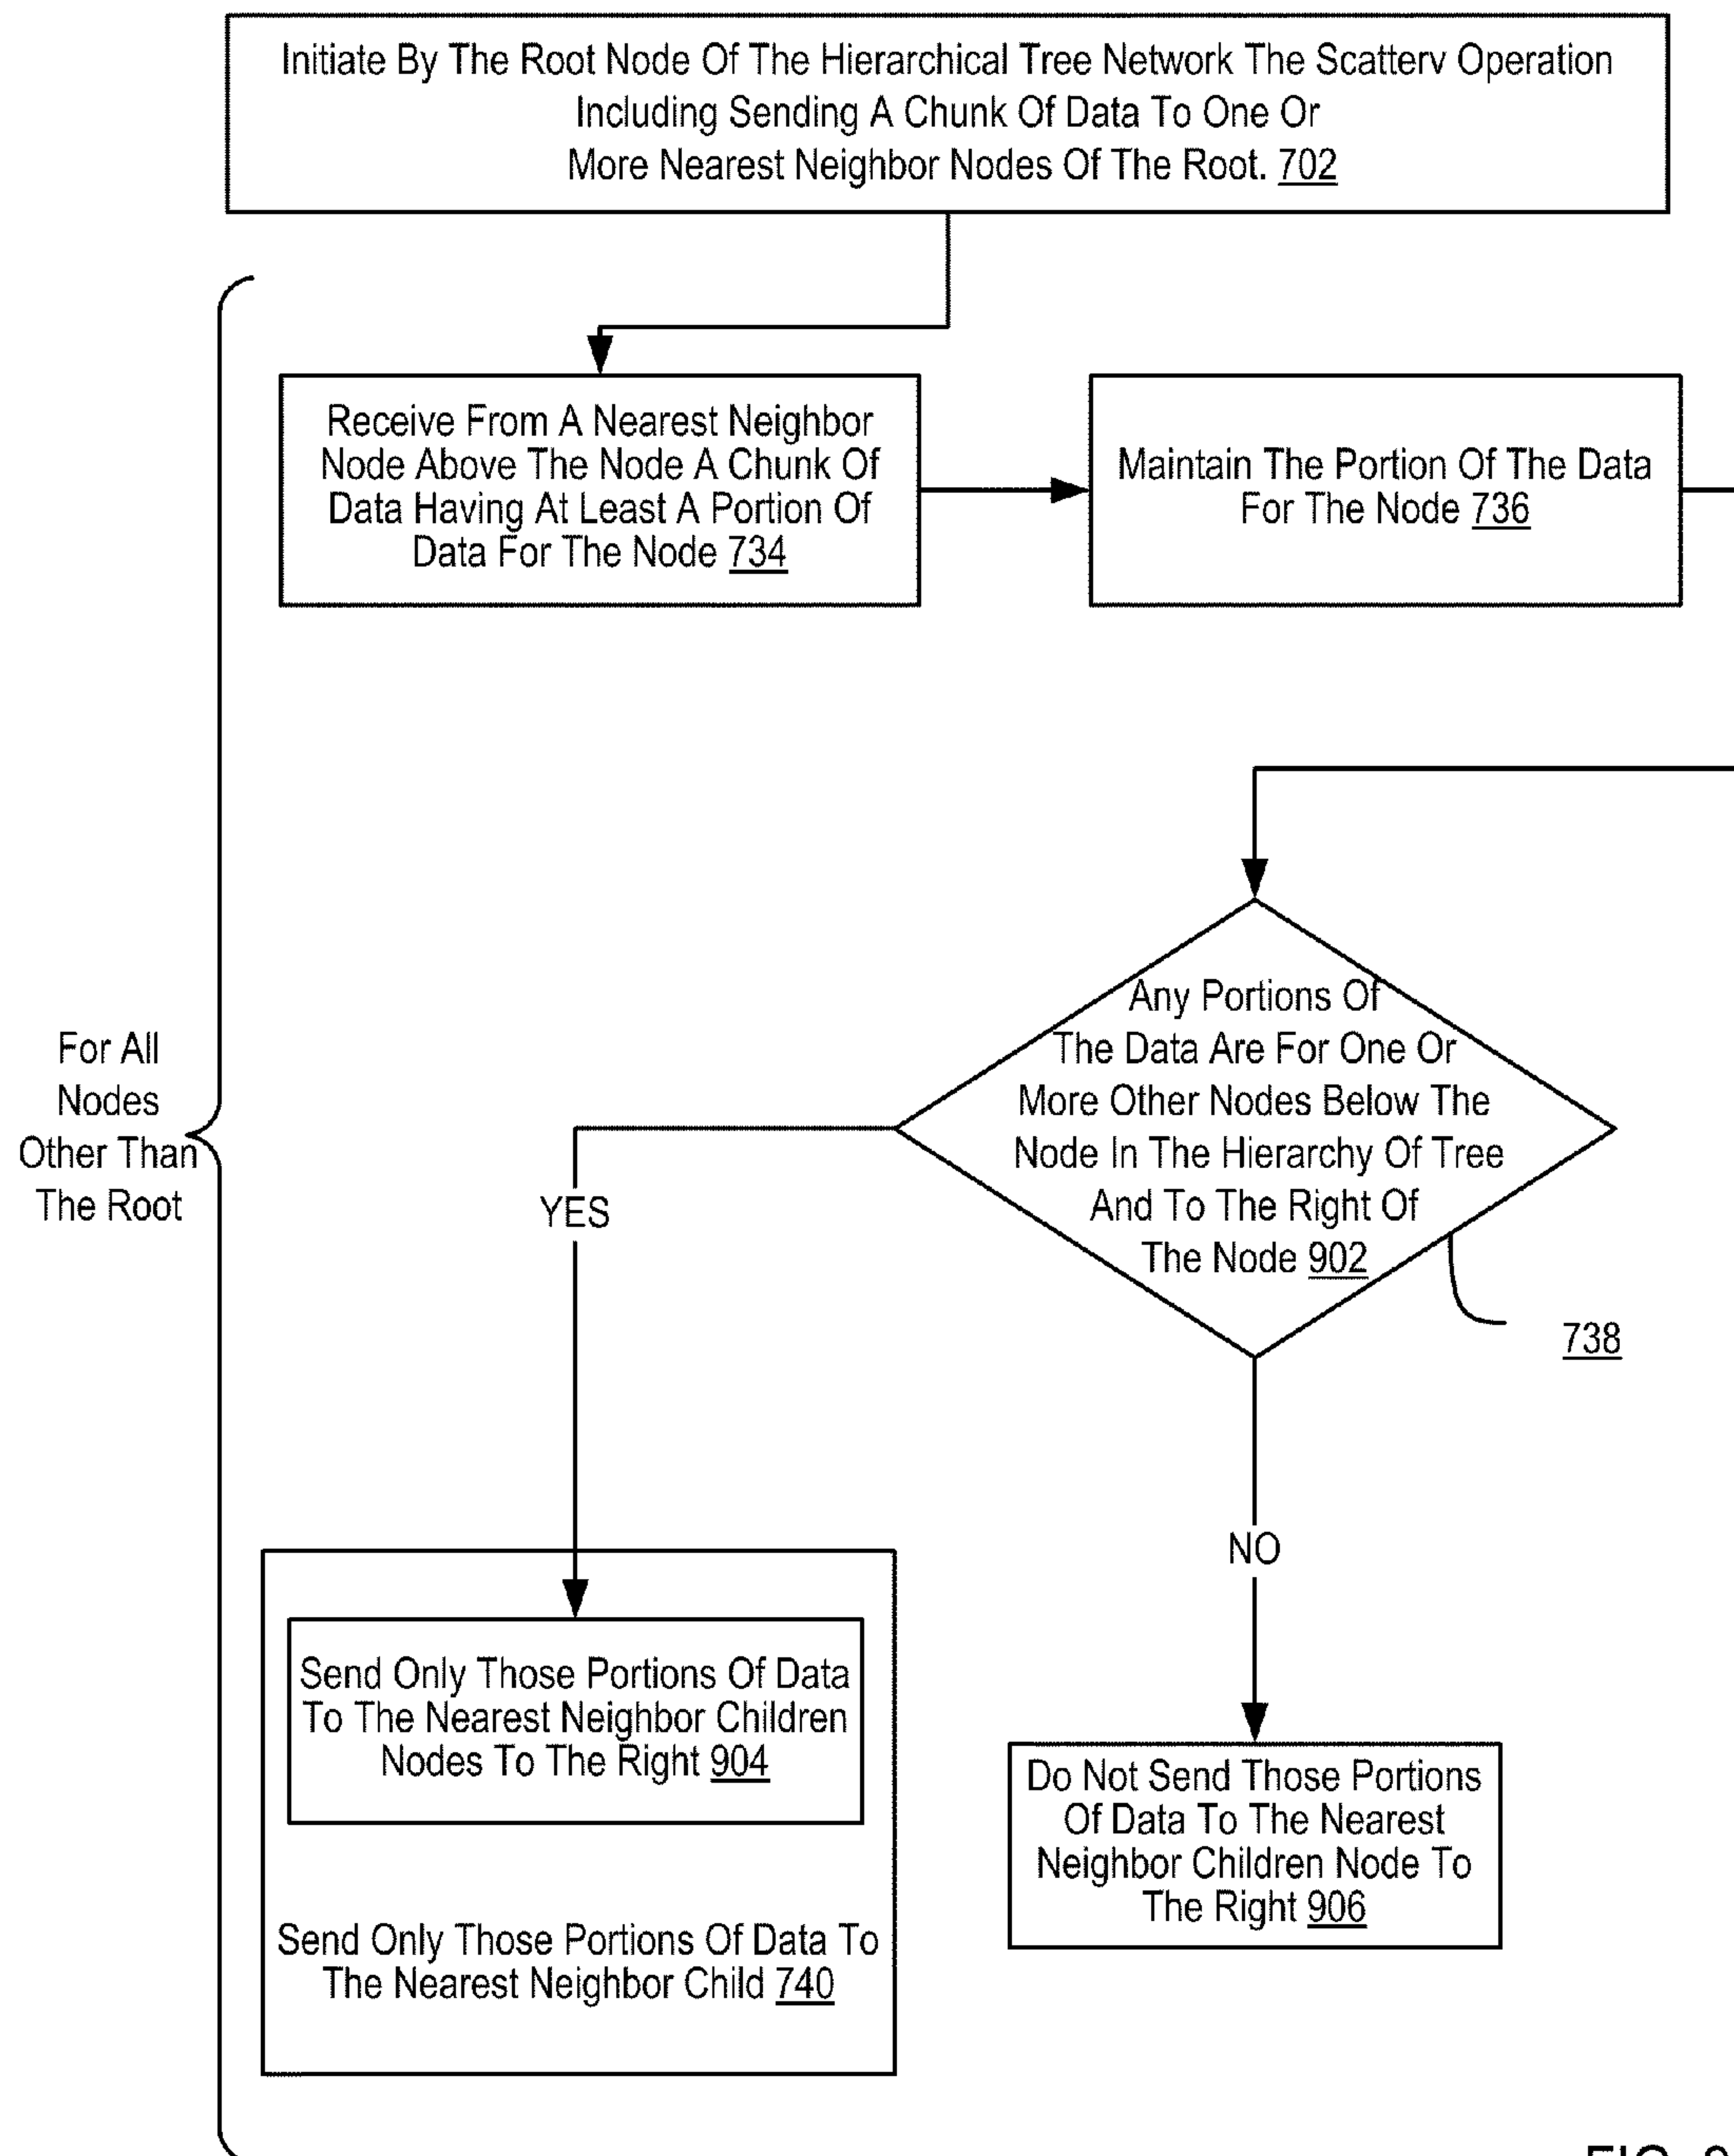 Initiate By The Root Node Of The Hierarchical Tree Network The Scatterv Operation
Including Sending A Chunk Of Data To One Or
More Nearest Neighbor Nodes Of The Root. 702
Receive From A Nearest Neighbor
Node Above The Node A Chunk Of
Data Having At Least A Portion Of
Data For The Node 734
Maintain The Portion Of The Data
For The Node 736
For All
Nodes
Other Than
The Root
Any Portions Of
The Data Are For One Or
More Other Nodes Below The
Node In The Hierarchy Of Tree
And To The Right Of
The Node 902
738
YES
NO
Send Only Those Portions Of Data
To The Nearest Neighbor Children
Nodes To The Right 904
Send Only Those Portions Of Data To
The Nearest Neighbor Child 740
Do Not Send Those Portions
Of Data To The Nearest
Neighbor Children Node To
The Right 906
FIG.